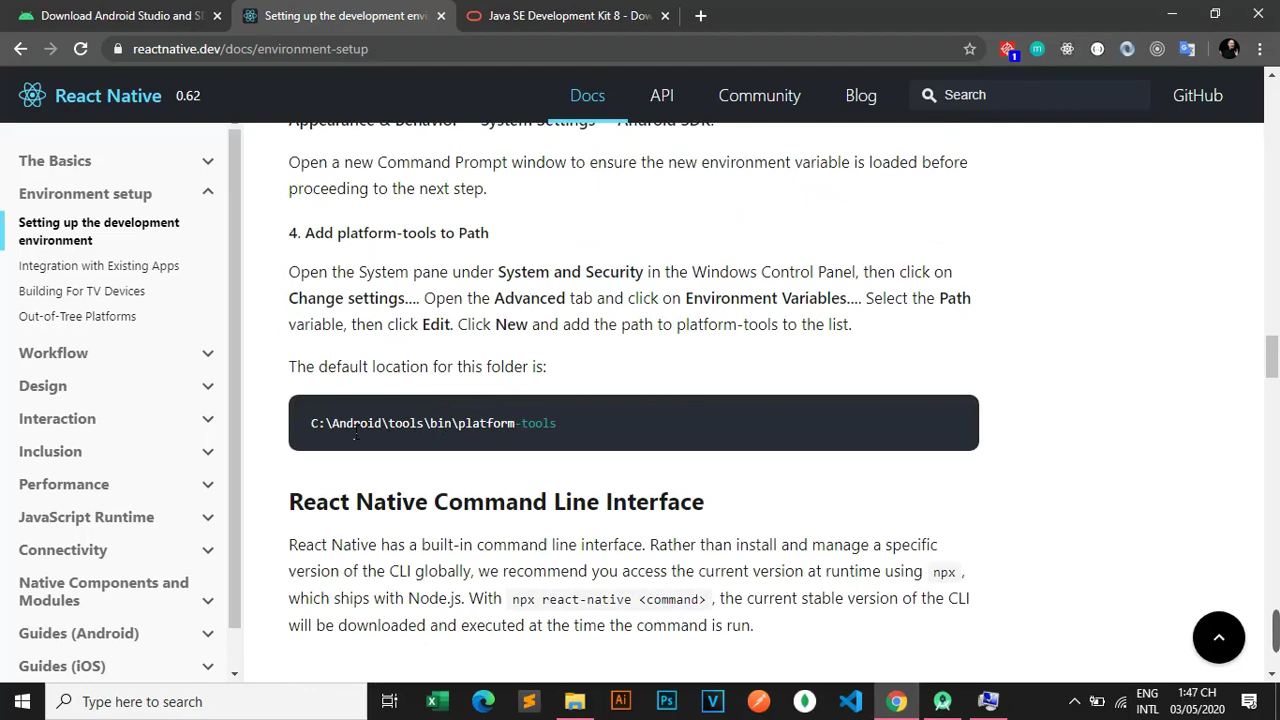 Download Android Studio and S
Setting up the development envi
Java SE Development Kit 8 - Dow
reactnative.dev/docs/environment-setup
1
React Native 0.62
Docs API Community Blog Search GitHub
The Basics
Environment setup
Setting up the development
environment
Integration with Existing Apps
Building For TV Devices
Out-of-Tree Platforms
Workflow
Design
Interaction
Inclusion
Performance
JavaScript Runtime
Connectivity
Native Components and
Modules
Guides (Android)
Guides (iOS)
Appearance & Behavior System Settings Android SDK.
Open a new Command Prompt window to ensure the new environment variable is loaded before
proceeding to the next step.
4. Add platform-tools to Path
Open the System pane under System and Security in the Windows Control Panel, then click on
Change settings.... Open the Advanced tab and click on Environment Variables.... Select the Path
variable, then click Edit. Click New and add the path to platform-tools to the list.
The default location for this folder is:
C:\Android\tools\bin\platform-tools
React Native Command Line Interface
React Native has a built-in command line interface. Rather than install and manage a specific
version of the CLI globally, we recommend you access the current version at runtime using npx ,
which ships with Node.js. With npx react-native <command> , the current stable version of the CLI
will be downloaded and executed at the time the command is run.
Type here to search
Ai
Ps
V
ENG
INTL
1:47 CH
03/05/2020